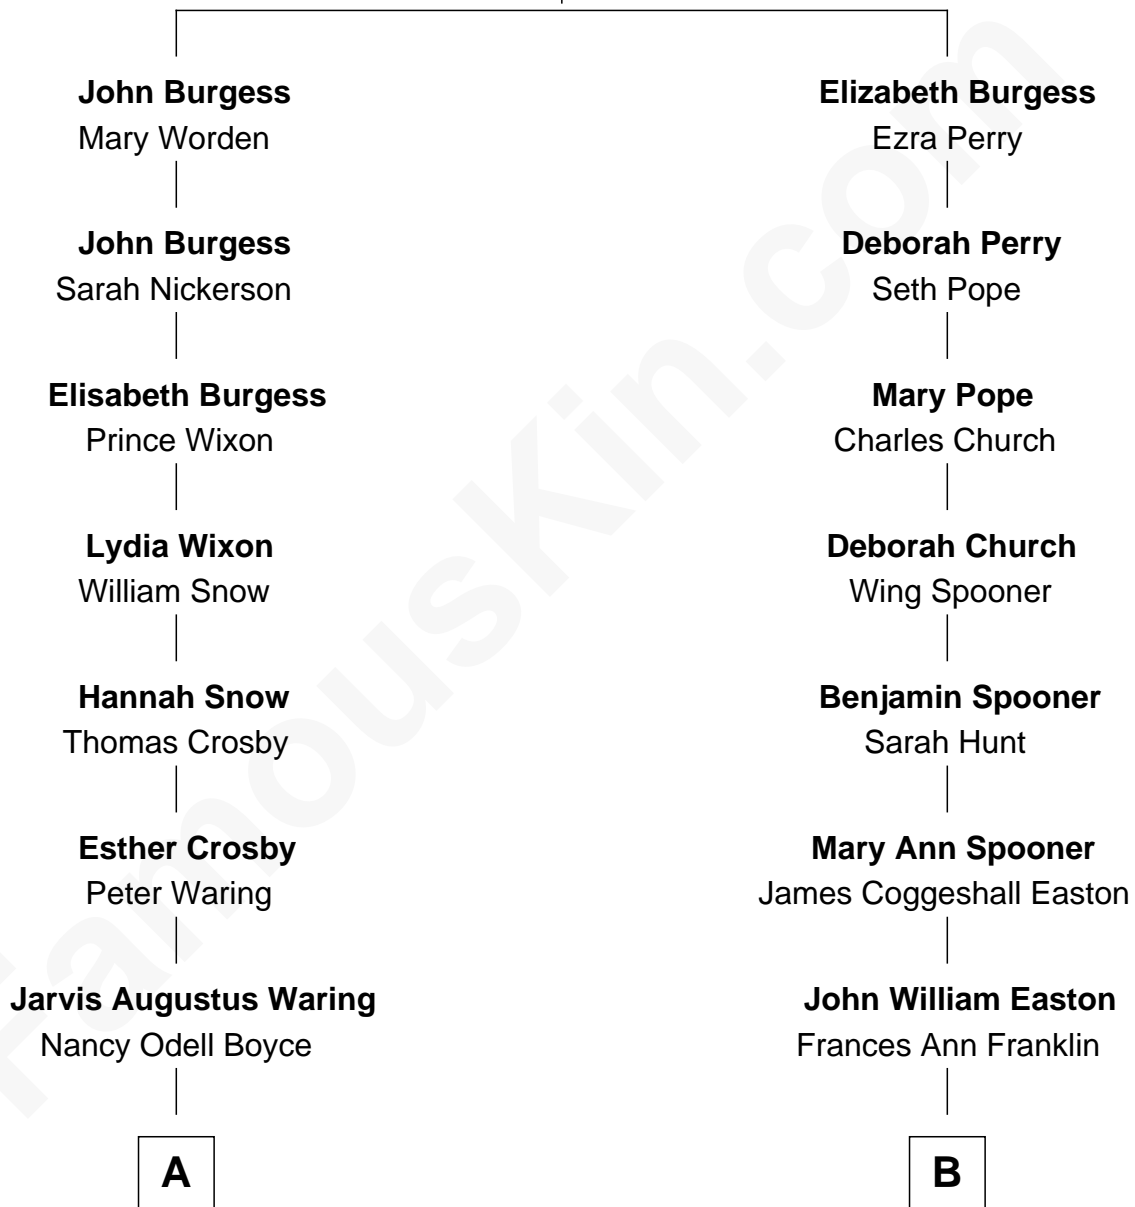 John Burgess
Mary Worden
John Burgess
Sarah Nickerson
Elisabeth Burgess
Prince Wixon
Lydia Wixon
William Snow
Hannah Snow
Thomas Crosby
Esther Crosby
Peter Waring
Jarvis Augustus Waring
Nancy Odell Boyce
A
Elizabeth Burgess
Ezra Perry
Deborah Perry
Seth Pope
Mary Pope
Charles Church
Deborah Church
Wing Spooner
Benjamin Spooner
Sarah Hunt
Mary Ann Spooner
James Coggeshall Easton
John William Easton
Frances Ann Franklin
B
FamousKin.com